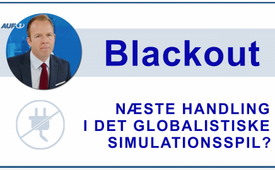 AUF1
Blackout
NÆSTE HANDLING
I DET GLOBALISTISKE
SIMULATIONSSPIL?